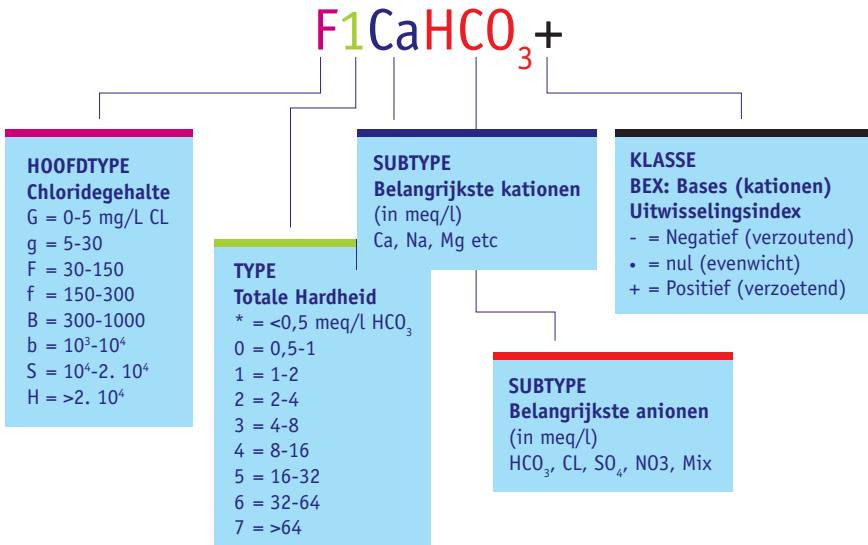 F1CaHCO₃+
HOOFDTYPE
Chloridegehalte
G = 0-5 mg/L CL
g = 5-30
F = 30-150
f = 150-300
B = 300-1000
b = 10³-10⁴
S = 10⁴-2. 10⁴
H = >2. 10⁴
TYPE
Totale Hardheid
* = <0,5 meq/l HCO₃
0 = 0,5-1
1 = 1-2
2 = 2-4
3 = 4-8
4 = 8-16
5 = 16-32
6 = 32-64
7 = >64
SUBTYPE
Belangrijkste kationen
(in meq/l)
Ca, Na, Mg etc
SUBTYPE
Belangrijkste anionen
(in meq/l)
HCO₃, CL, SO₄, NO3, Mix
KLASSE
BEX: Bases (kationen)
Uitwisselingsindex
- = Negatief (verzoutend)
• = nul (evenwicht)
+ = Positief (verzoetend)